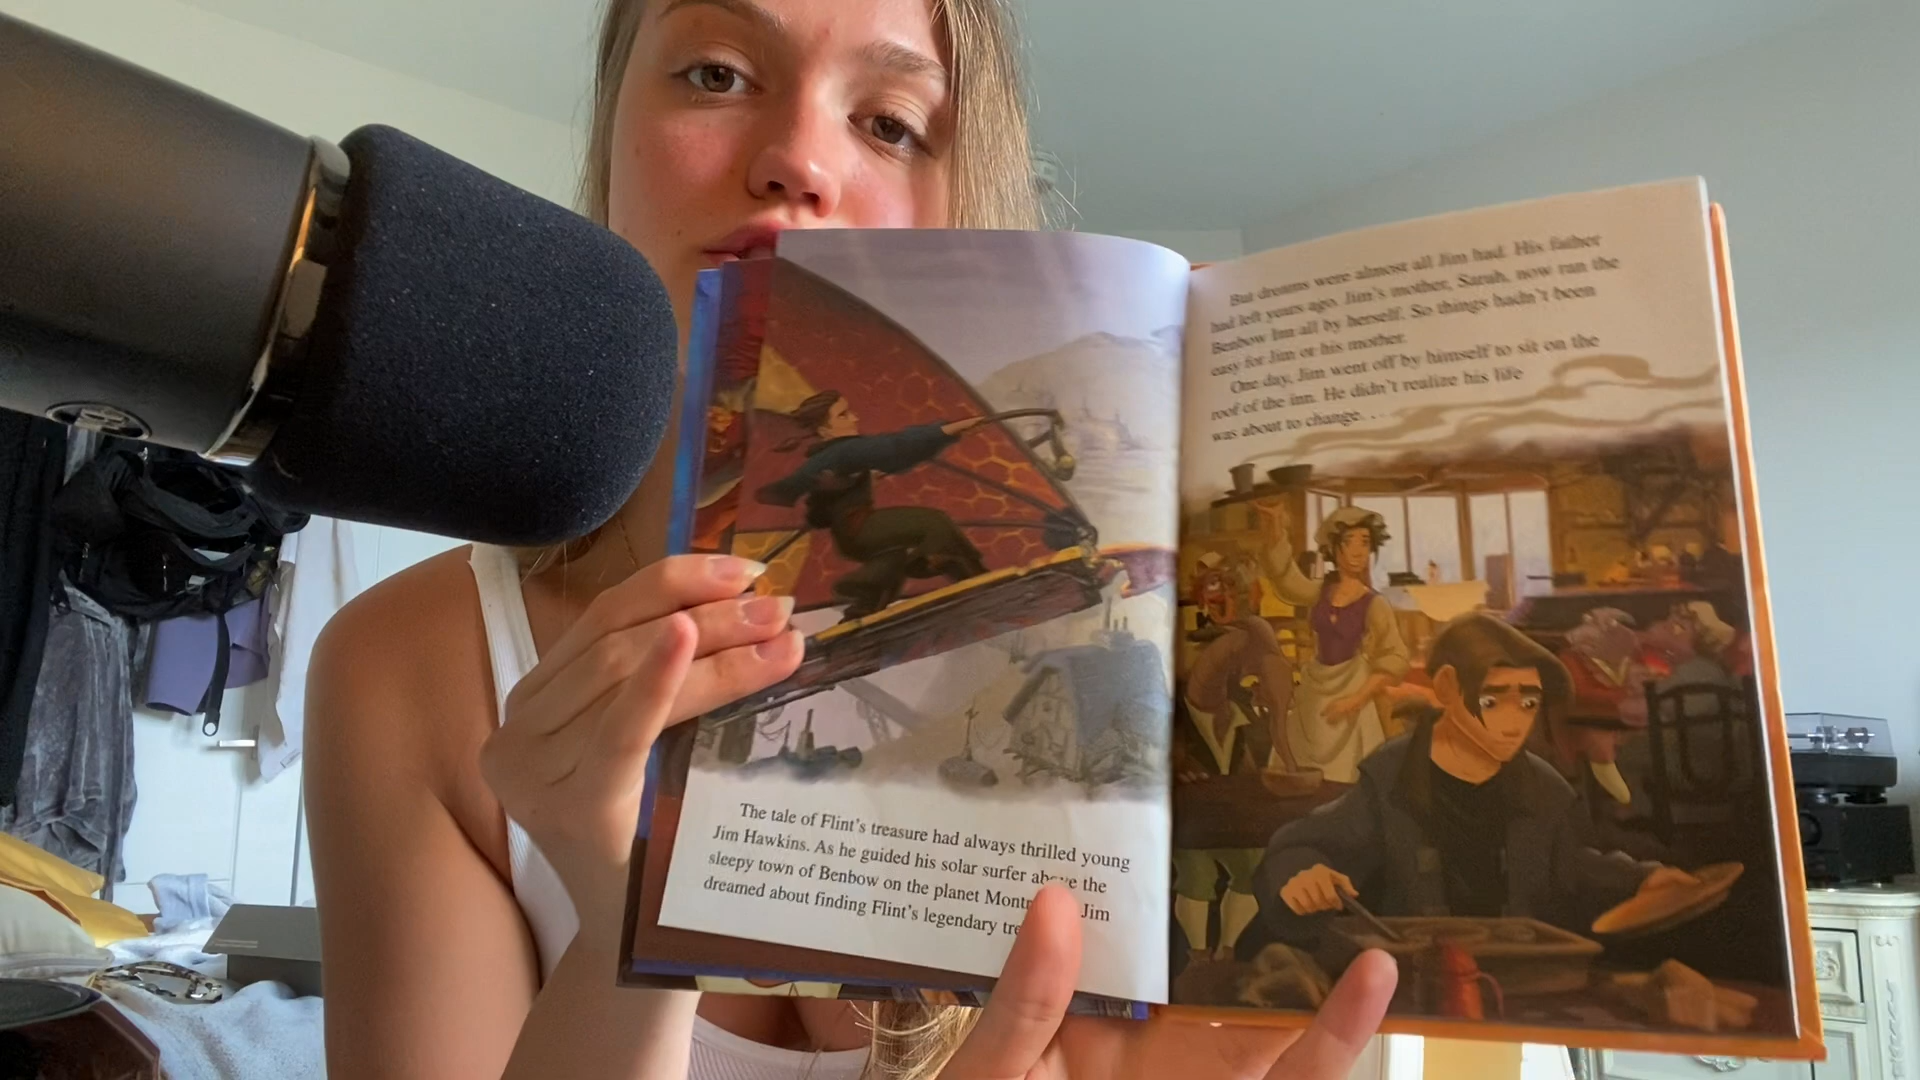 The tale of Flint's treasure had always thrilled young
Jim Hawkins. As he guided his solar surfer above the
sleepy town of Benbow on the planet Jim
dreamed about finding Flint's legendary
But dreams were almost all Jim had. His father
had left years ago. Jim's mother, Sarah, now ran the
Benbow Inn all by herself. So things hadn't been
easy for Jim or his mother.
One day, Jim went off by himself to sit on the
roof of the inn. He didn't realize his life
was about to change. . .